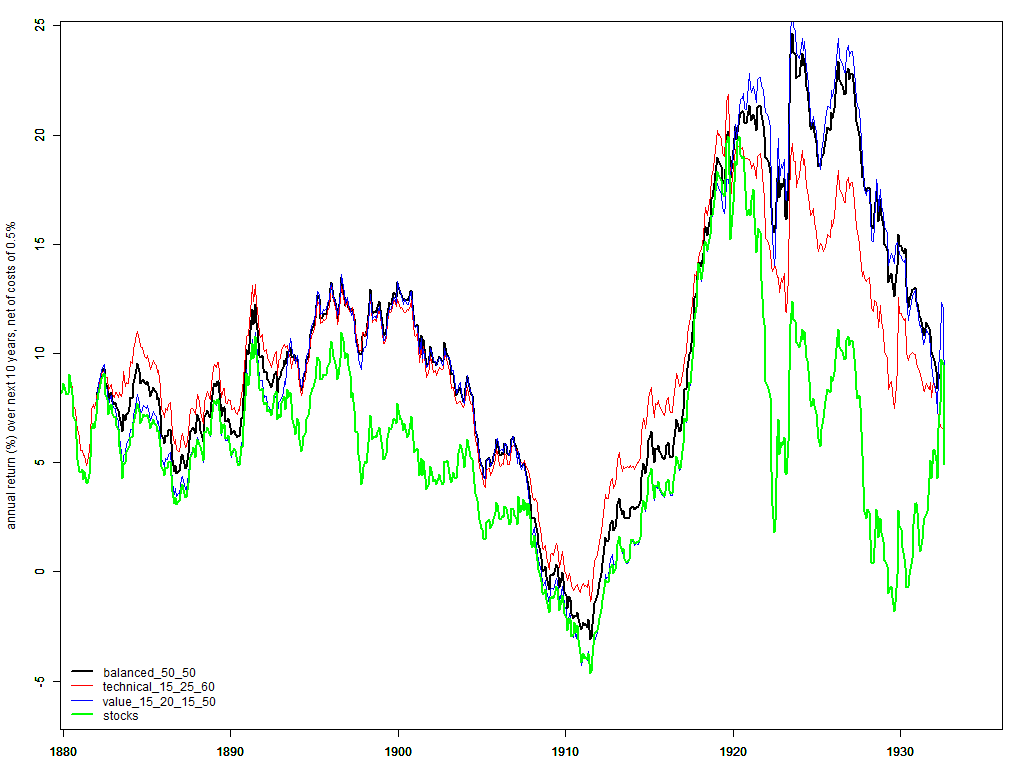 annual return (%) over next 10 years, net of costs of 0.5%
25
20
15
10
5
0
-5
balanced_50_50
technical_15_25_60
value_15_20_15_50
stocks
1880 1890 1900 1910 1920 1930